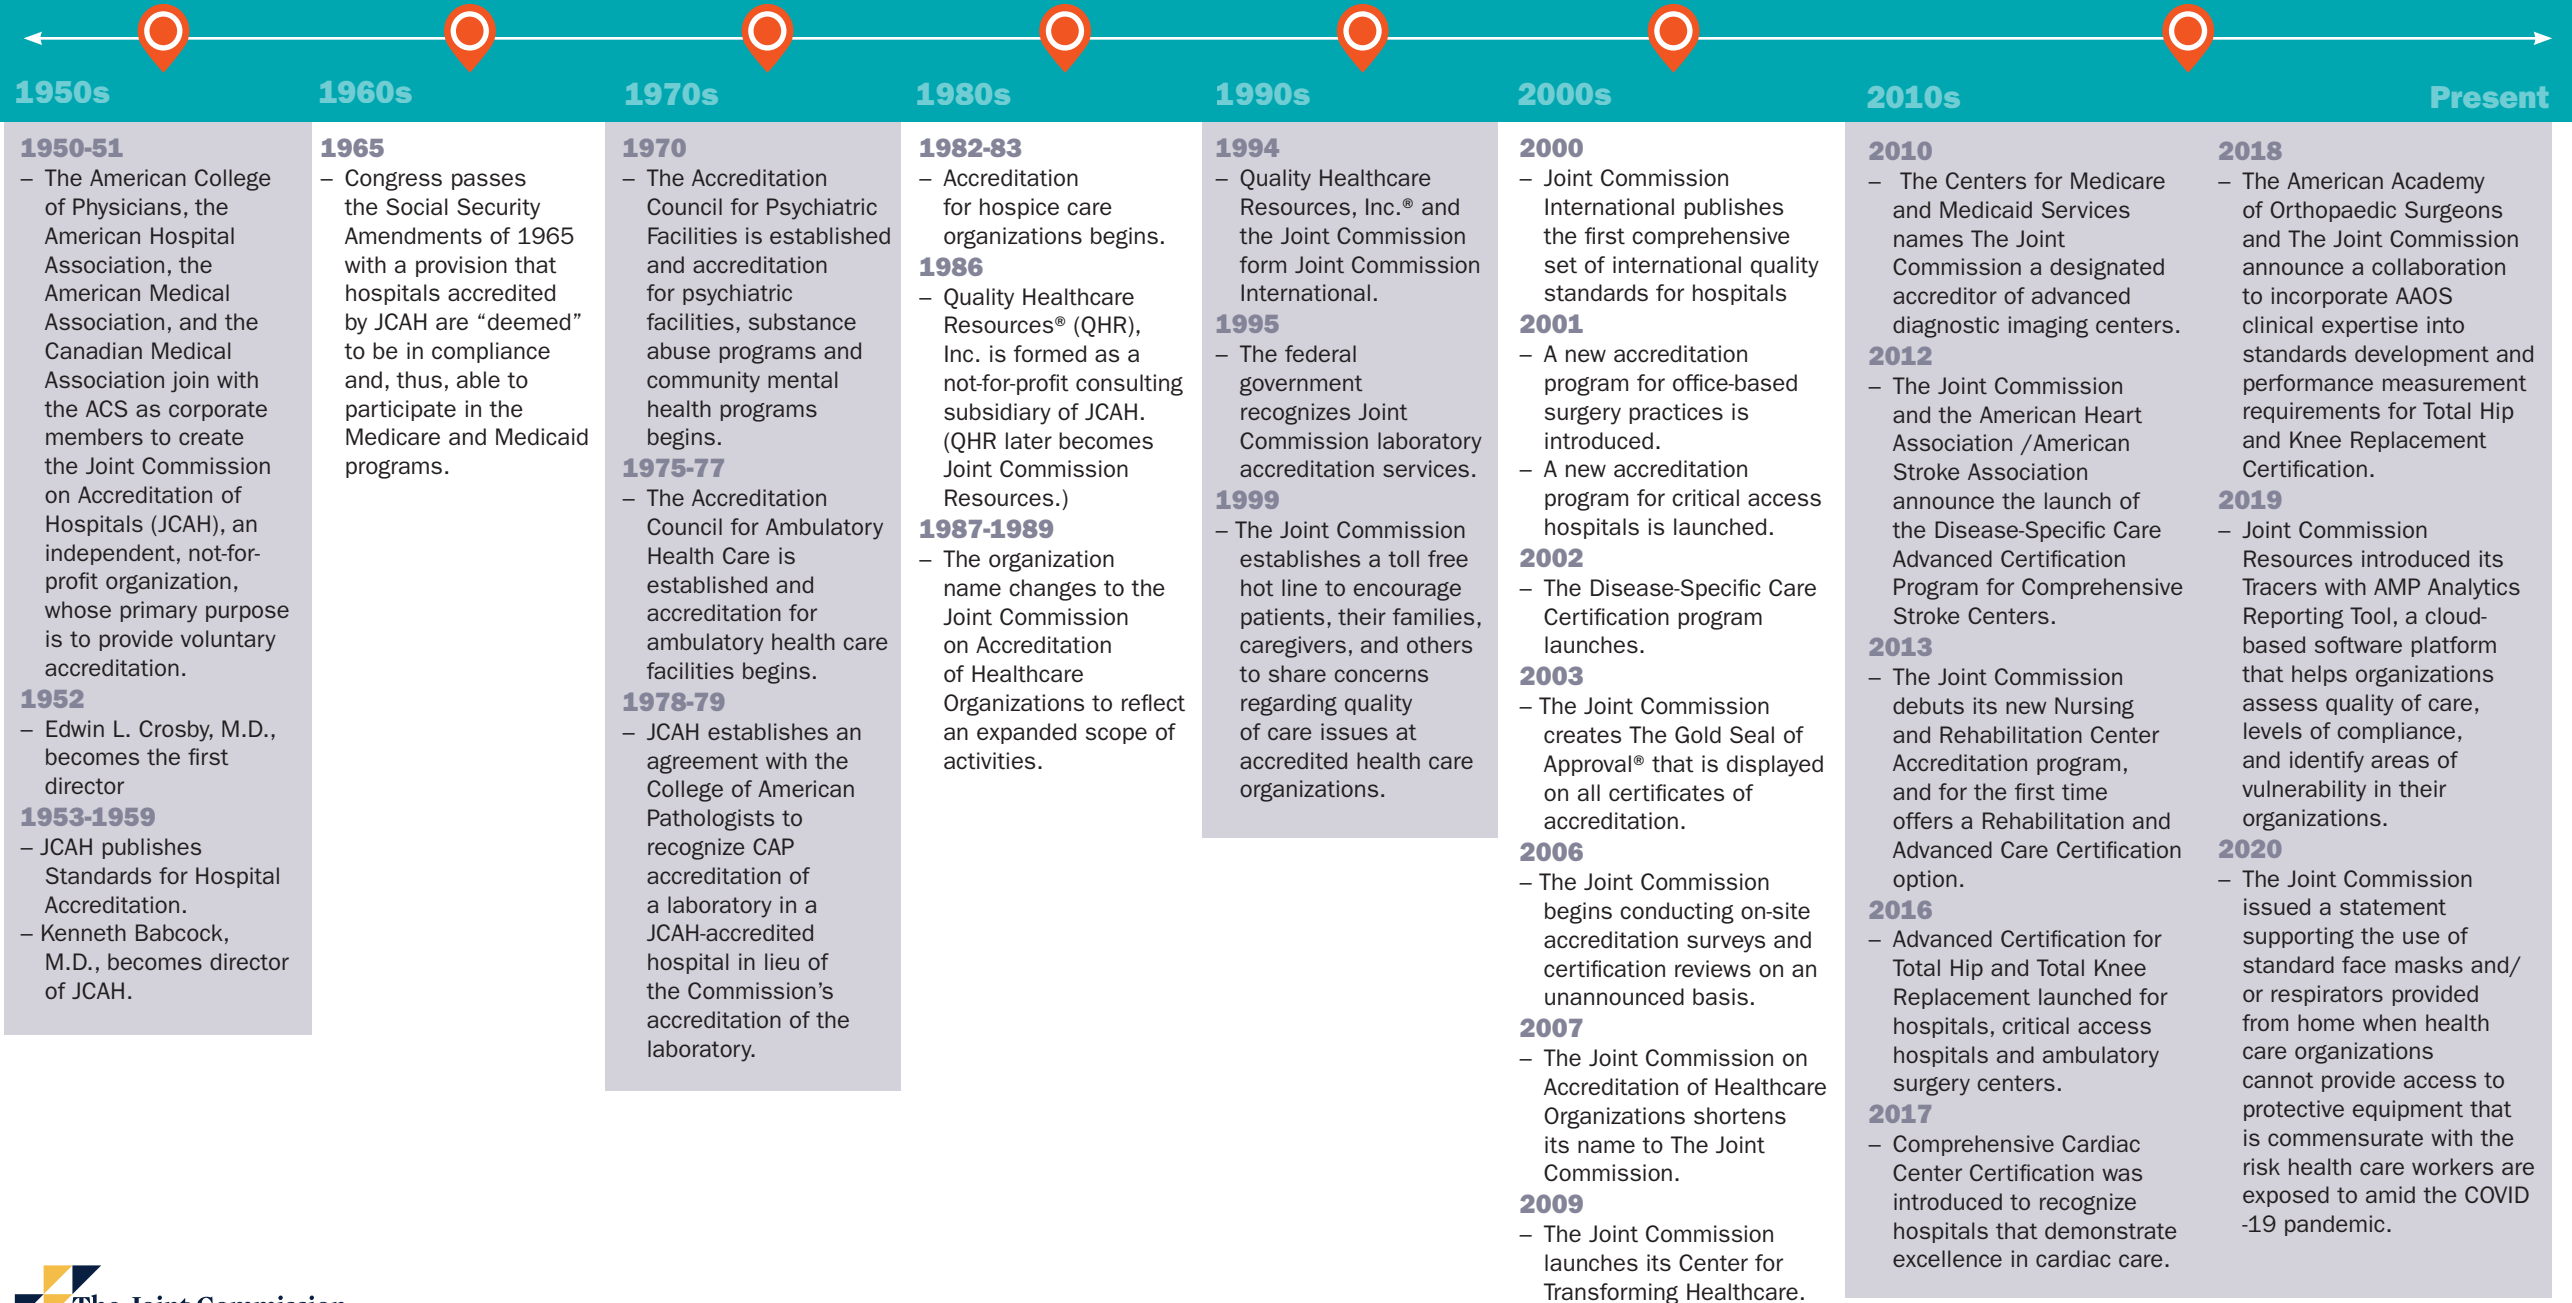 1950s
1960s
1970s
1980s
1990s
2000s
2010s
Present
1950-51
– The American College
of Physicians, the
American Hospital
Association, the
American Medical
Association, and the
Canadian Medical
Association join with
the ACS as corporate
members to create
the Joint Commission
on Accreditation of
Hospitals (JCAH), an
independent, not-for-
profit organization,
whose primary purpose
is to provide voluntary
accreditation.
1952
– Edwin L. Crosby, M.D.,
becomes the first
director
1953-1959
– JCAH publishes
Standards for Hospital
Accreditation.
– Kenneth Babcock,
M.D., becomes director
of JCAH.
1965
– Congress passes
the Social Security
Amendments of 1965
with a provision that
hospitals accredited
by JCAH are “deemed”
to be in compliance
and, thus, able to
participate in the
Medicare and Medicaid
programs.
1970
– The Accreditation
Council for Psychiatric
Facilities is established
and accreditation
for psychiatric
facilities, substance
abuse programs and
community mental
health programs
begins.
1975-77
– The Accreditation
Council for Ambulatory
Health Care is
established and
accreditation for
ambulatory health care
facilities begins.
1978-79
– JCAH establishes an
agreement with the
College of American
Pathologists to
recognize CAP
accreditation of
a laboratory in a
JCAH-accredited
hospital in lieu of
the Commission’s
accreditation of the
laboratory.
1982-83
– Accreditation
for hospice care
organizations begins.
1986
– Quality Healthcare
Resources® (QHR),
Inc. is formed as a
not-for-profit consulting
subsidiary of JCAH.
(QHR later becomes
Joint Commission
Resources.)
1987-1989
– The organization
name changes to the
Joint Commission
on Accreditation
of Healthcare
Organizations to reflect
an expanded scope of
activities.
1994
– Quality Healthcare
Resources, Inc.® and
the Joint Commission
form Joint Commission
International.
1995
– The federal
government
recognizes Joint
Commission laboratory
accreditation services.
1999
– The Joint Commission
establishes a toll free
hot line to encourage
patients, their families,
caregivers, and others
to share concerns
regarding quality
of care issues at
accredited health care
organizations.
2000
– Joint Commission
International publishes
the first comprehensive
set of international quality
standards for hospitals
2001
– A new accreditation
program for office-based
surgery practices is
introduced.
– A new accreditation
program for critical access
hospitals is launched.
2002
– The Disease-Specific Care
Certification program
launches.
2003
– The Joint Commission
creates The Gold Seal of
Approval® that is displayed
on all certificates of
accreditation.
2006
– The Joint Commission
begins conducting on-site
accreditation surveys and
certification reviews on an
unannounced basis.
2007
– The Joint Commission on
Accreditation of Healthcare
Organizations shortens
its name to The Joint
Commission.
2009
– The Joint Commission
launches its Center for
Transforming Healthcare.
2010
– The Centers for Medicare
and Medicaid Services
names The Joint
Commission a designated
accreditor of advanced
diagnostic imaging centers.
2012
– The Joint Commission
and the American Heart
Association /American
Stroke Association
announce the launch of
the Disease-Specific Care
Advanced Certification
Program for Comprehensive
Stroke Centers.
2013
– The Joint Commission
debuts its new Nursing
and Rehabilitation Center
Accreditation program,
and for the first time
offers a Rehabilitation and
Advanced Care Certification
option.
2016
– Advanced Certification for
Total Hip and Total Knee
Replacement launched for
hospitals, critical access
hospitals and ambulatory
surgery centers.
2017
– Comprehensive Cardiac
Center Certification was
introduced to recognize
hospitals that demonstrate
excellence in cardiac care.
2018
– The American Academy
of Orthopaedic Surgeons
and The Joint Commission
announce a collaboration
to incorporate AAOS
clinical expertise into
standards development and
performance measurement
requirements for Total Hip
and Knee Replacement
Certification.
2019
– Joint Commission
Resources introduced its
Tracers with AMP Analytics
Reporting Tool, a cloud-
based software platform
that helps organizations
assess quality of care,
levels of compliance,
and identify areas of
vulnerability in their
organizations.
2020
– The Joint Commission
issued a statement
supporting the use of
standard face masks and/
or respirators provided
from home when health
care organizations
cannot provide access to
protective equipment that
is commensurate with the
risk health care workers are
exposed to amid the COVID
-19 pandemic.
The Joint Commission